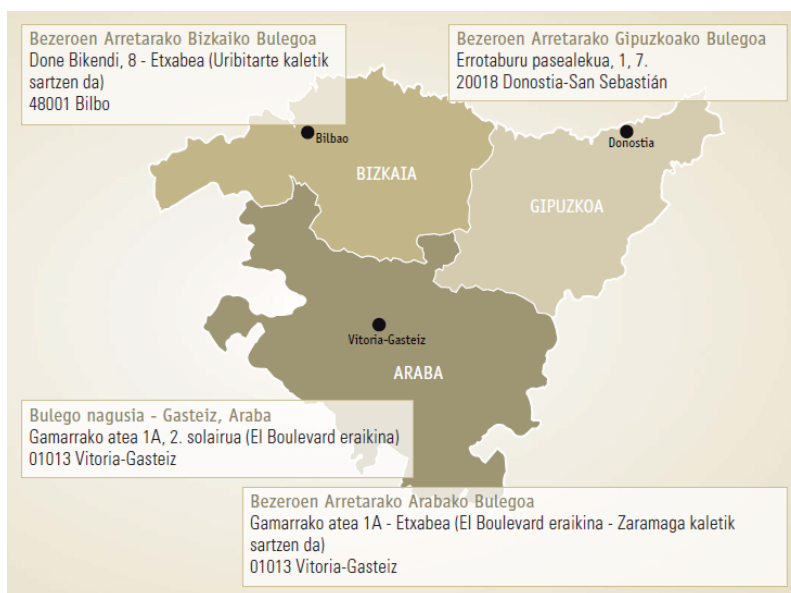 Bezeroen Arretarako Bizkaiko Bulegoa
Done Bikendi, 8 - Etxabea (Uribitarte kaletik
sartzen da)
48001 Bilbo
Bezeroen Arretarako Gipuzkoako Bulegoa
Errotaburu pasealekua, 1, 7.
20018 Donostia-San Sebastián
Bilbao
Donostia
BIZKAIA
GIPUZKOA
Vitoria-Gasteiz
ARABA
Bulego nagusia - Gasteiz, Araba
Gamarrako atea 1A, 2. solairua (El Boulevard eraikina)
01013 Vitoria-Gasteiz
Bezeroen Arretarako Arabako Bulegoa
Gamarrako atea 1A - Etxabea (El Boulevard eraikina - Zaramaga kaletik
sartzen da)
01013 Vitoria-Gasteiz